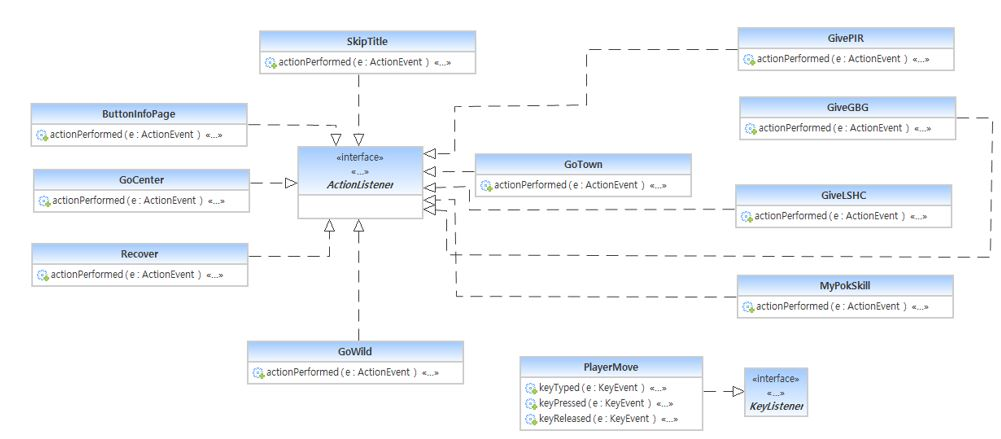 SkipTitle
actionPerformed ( e : ActionEvent ) «...»
GivePIR
actionPerformed ( e : ActionEvent ) «...»
ButtonInfoPage
actionPerformed ( e : ActionEvent ) «...»
GiveGBG
actionPerformed ( e : ActionEvent ) «...»
«interface»
«...»
ActionListener
GoTown
actionPerformed ( e : ActionEvent ) «...»
GoCenter
actionPerformed ( e : ActionEvent ) «...»
GiveLSHC
actionPerformed ( e : ActionEvent ) «...»
Recover
actionPerformed ( e : ActionEvent ) «...»
MyPokSkill
actionPerformed ( e : ActionEvent ) «...»
GoWild
actionPerformed ( e : ActionEvent ) «...»
PlayerMove
keyTyped ( e : KeyEvent ) «...»
keyPressed ( e : KeyEvent ) «...»
keyReleased ( e : KeyEvent ) «...»
«interface»
«...»
KeyListener